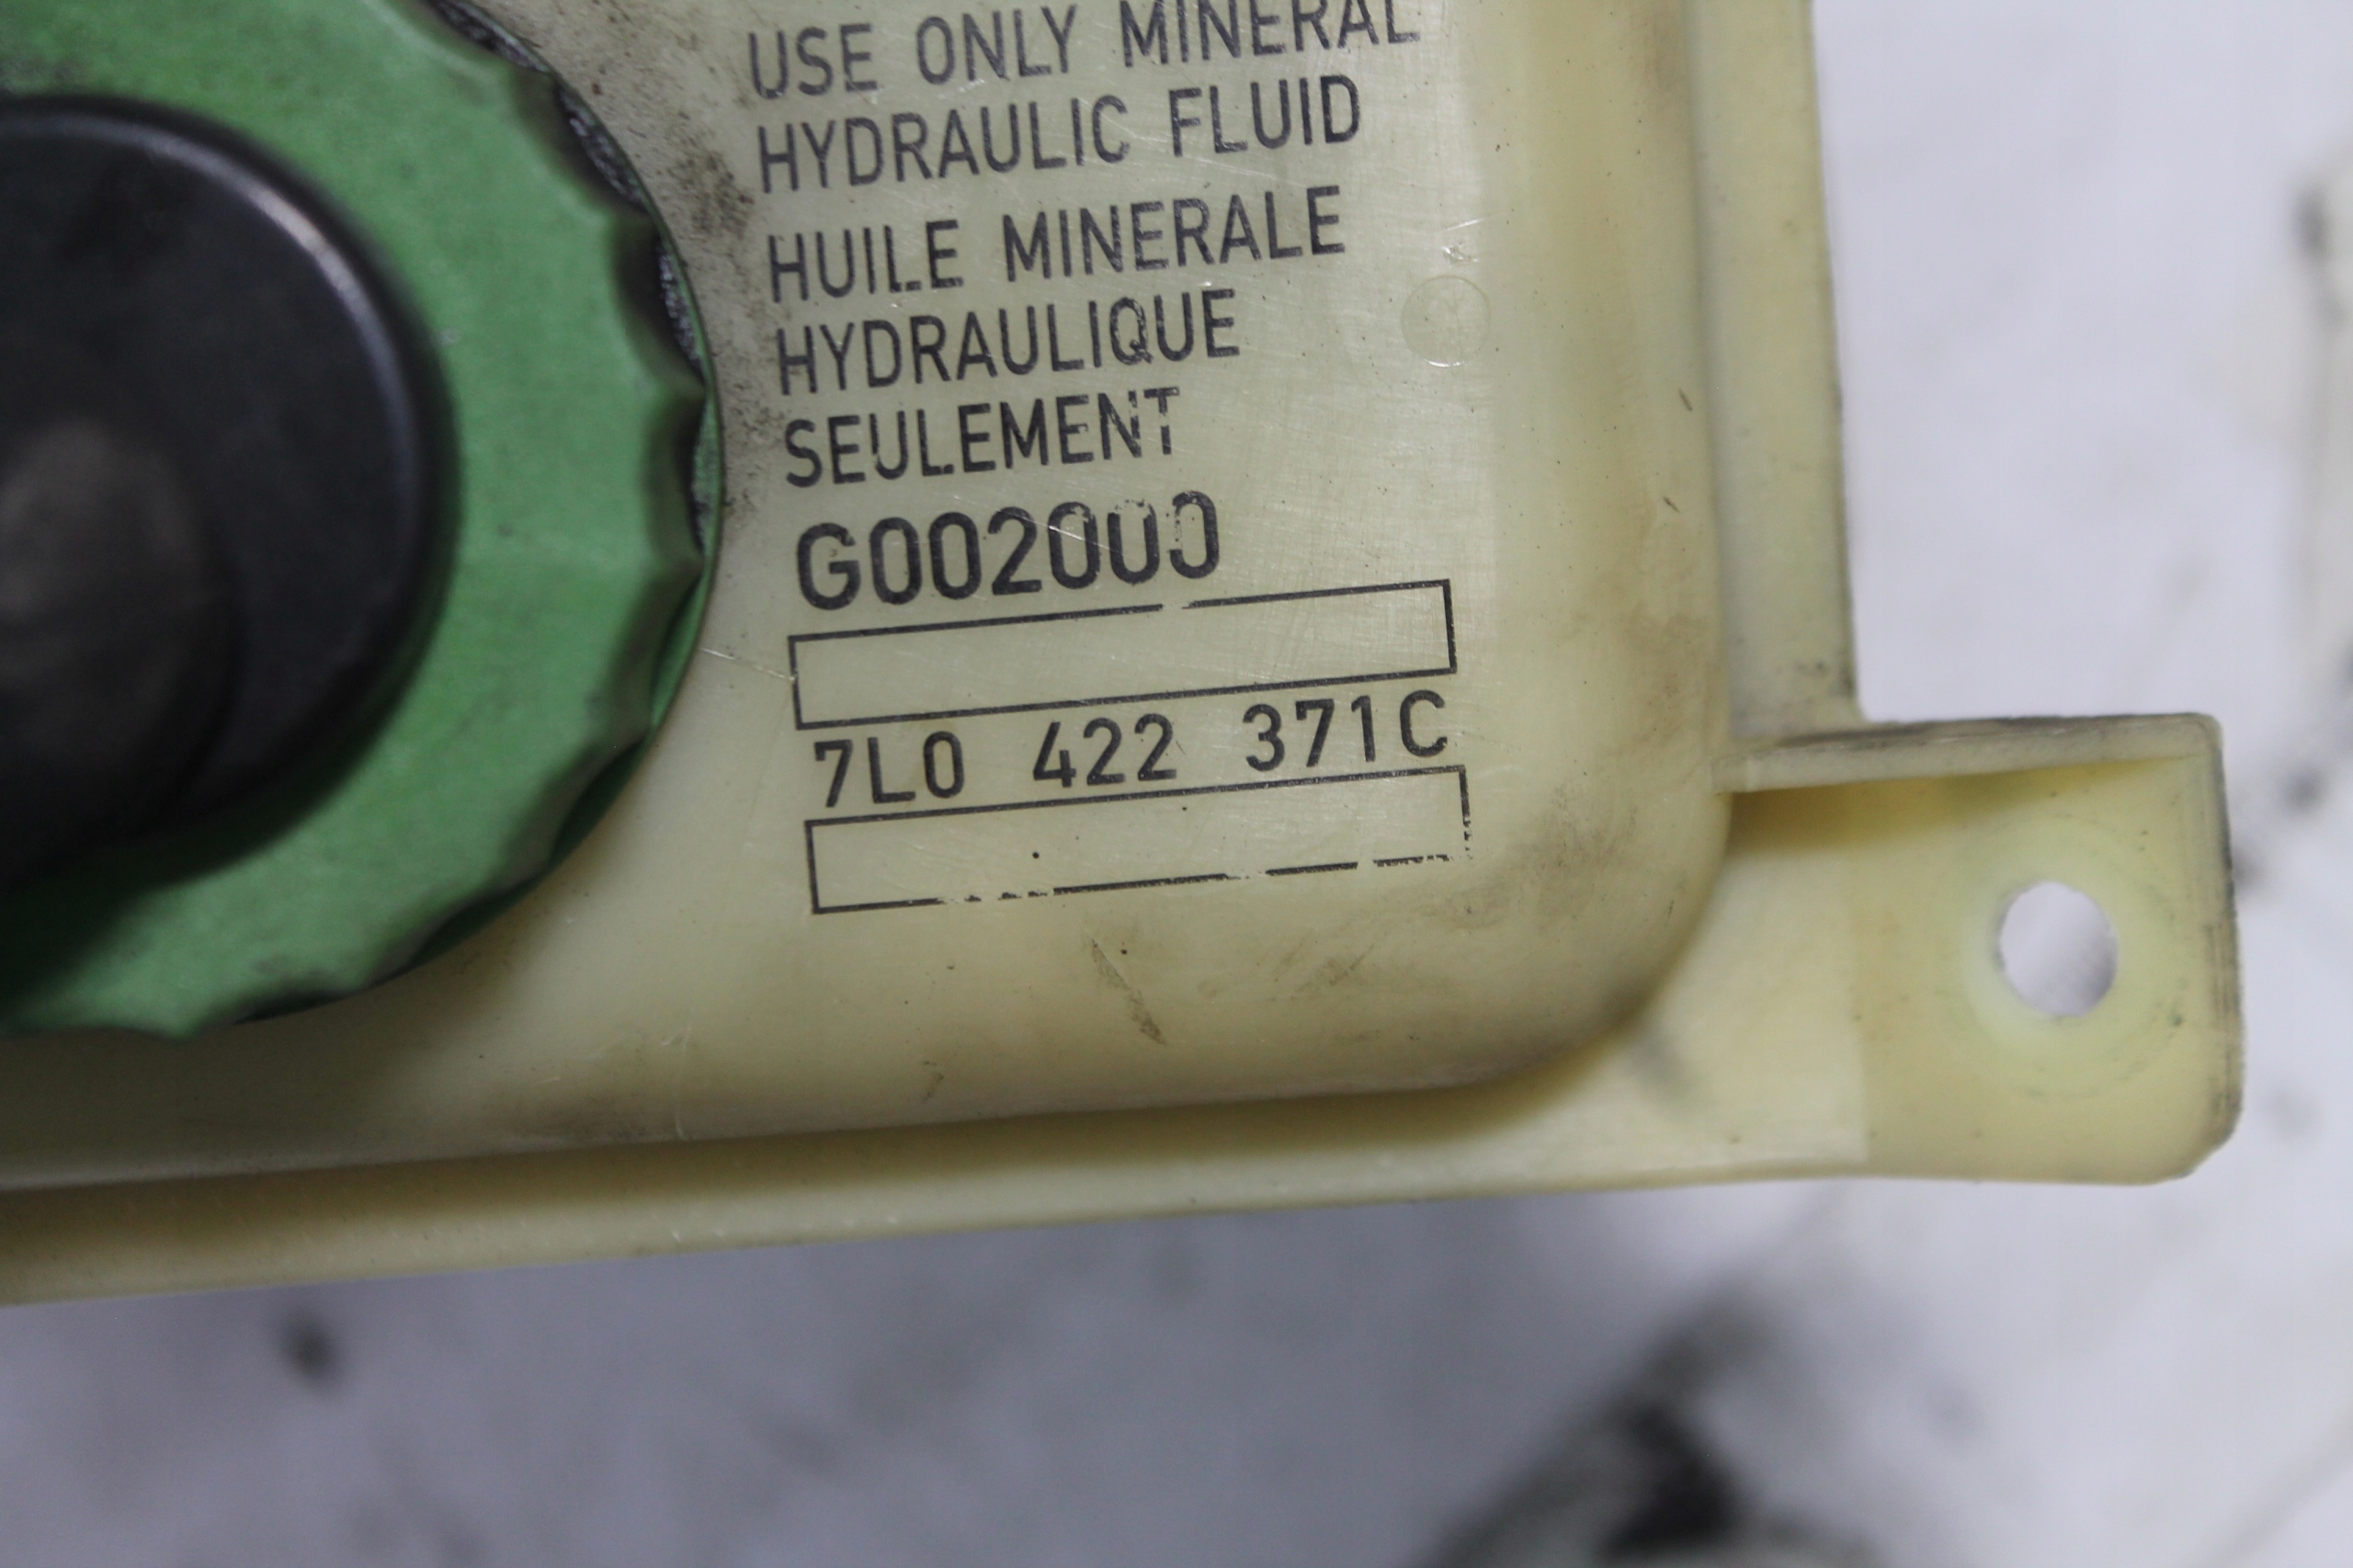 USE ONLY MINERAL
HYDRAULIC FLUID
HUILE MINERALE
HYDRAULIQUE
SEULEMENT
G002000
7L0 422 371C